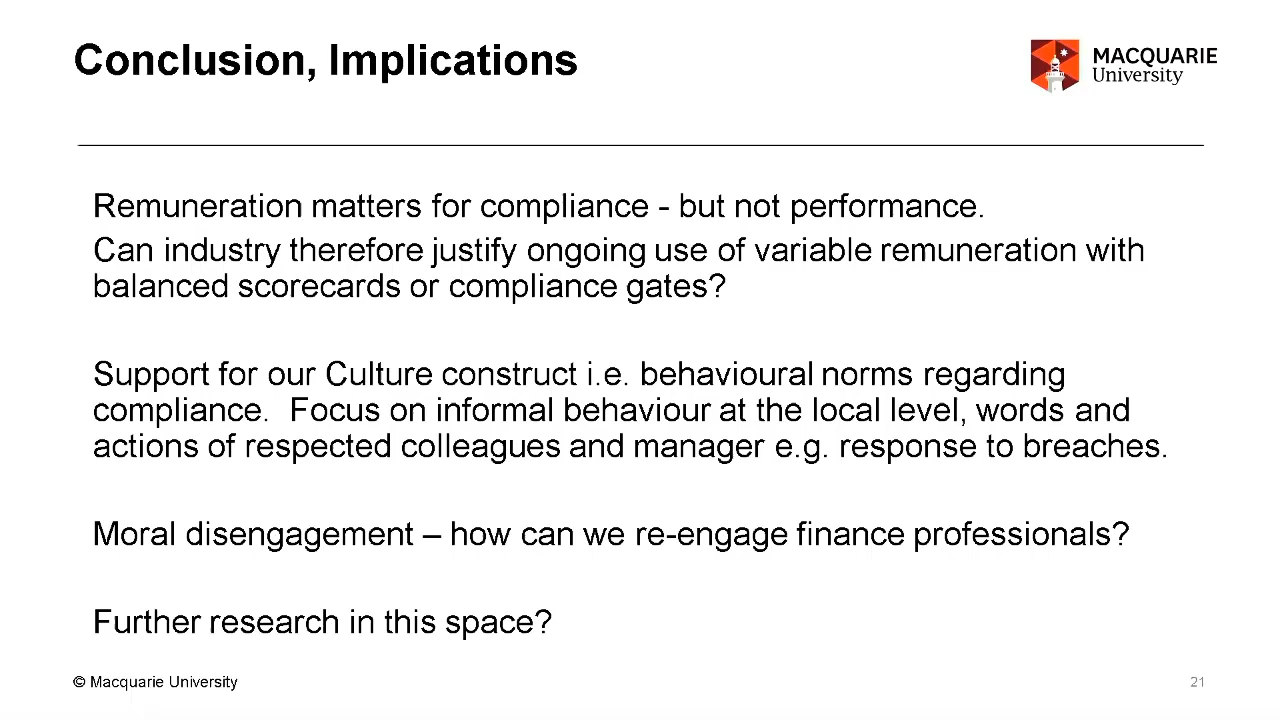 Conclusion, Implications
MACQUARIE
University
Remuneration matters for compliance - but not performance.
Can industry therefore justify ongoing use of variable remuneration with
balanced scorecards or compliance gates?
Support for our Culture construct i.e. behavioural norms regarding
compliance.  Focus on informal behaviour at the local level, words and
actions of respected colleagues and manager e.g. response to breaches.
Moral disengagement – how can we re-engage finance professionals?
Further research in this space?
© Macquarie University
21